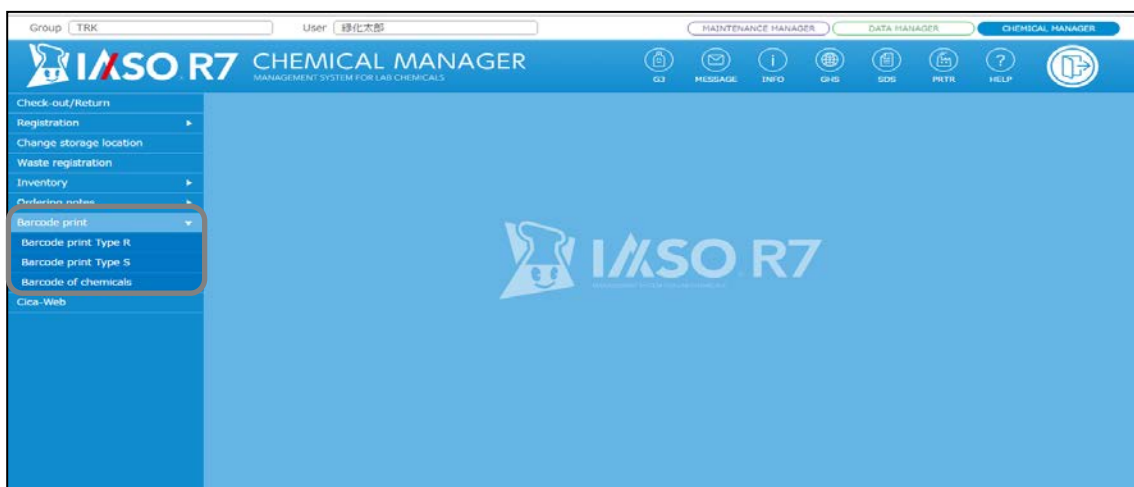 Group TRK User 緑化太郎 MAINTENANCE MANAGER DATA MANAGER CHEMICAL MANAGER
IASO R7 CHEMICAL MANAGER
MANAGEMENT SYSTEM FOR LAB CHEMICALS
GJ MESSAGE INFO GHS SDS PRTR HELP
Check-out/Return
Registration
Change storage location
Waste registration
Inventory
Ordering notes
Barcode print
Barcode print Type R
Barcode print Type S
Barcode of chemicals
Cica-Web
IASO R7